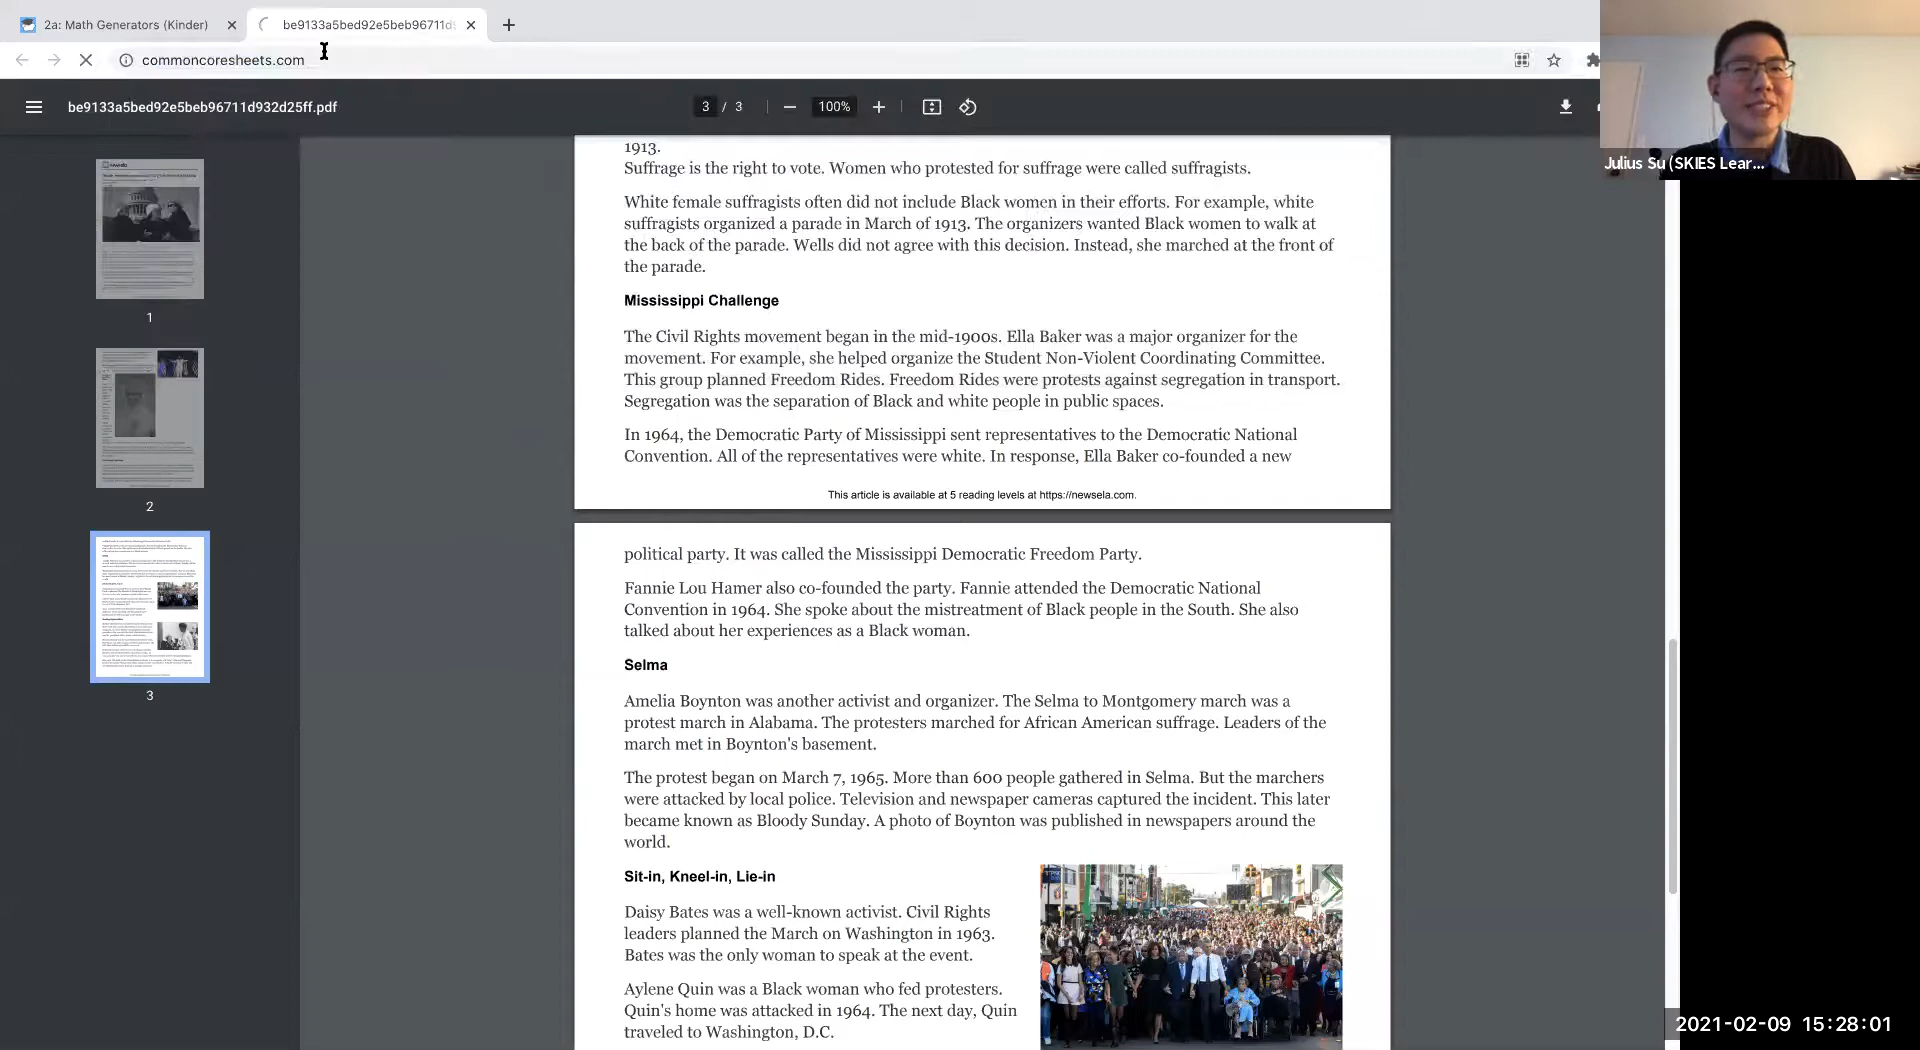 2a: Math Generators (Kinder)
be9133a5bed92e5beb96711d
commoncoresheets.com
be9133a5bed92e5beb96711d932d25ff.pdf
3 / 3
100%
Julius Su (SKIES Lear...
1
2
3
1913.
Suffrage is the right to vote. Women who protested for suffrage were called suffragists.
White female suffragists often did not include Black women in their efforts. For example, white
suffragists organized a parade in March of 1913. The organizers wanted Black women to walk at
the back of the parade. Wells did not agree with this decision. Instead, she marched at the front of
the parade.
Mississippi Challenge
The Civil Rights movement began in the mid-1900s. Ella Baker was a major organizer for the
movement. For example, she helped organize the Student Non-Violent Coordinating Committee.
This group planned Freedom Rides. Freedom Rides were protests against segregation in transport.
Segregation was the separation of Black and white people in public spaces.
In 1964, the Democratic Party of Mississippi sent representatives to the Democratic National
Convention. All of the representatives were white. In response, Ella Baker co-founded a new
This article is available at 5 reading levels at https://newsela.com.
political party. It was called the Mississippi Democratic Freedom Party.
Fannie Lou Hamer also co-founded the party. Fannie attended the Democratic National
Convention in 1964. She spoke about the mistreatment of Black people in the South. She also
talked about her experiences as a Black woman.
Selma
Amelia Boynton was another activist and organizer. The Selma to Montgomery march was a
protest march in Alabama. The protesters marched for African American suffrage. Leaders of the
march met in Boynton's basement.
The protest began on March 7, 1965. More than 600 people gathered in Selma. But the marchers
were attacked by local police. Television and newspaper cameras captured the incident. This later
became known as Bloody Sunday. A photo of Boynton was published in newspapers around the
world.
Sit-in, Kneel-in, Lie-in
Daisy Bates was a well-known activist. Civil Rights
leaders planned the March on Washington in 1963.
Bates was the only woman to speak at the event.
Aylene Quin was a Black woman who fed protesters.
Quin's home was attacked in 1964. The next day, Quin
traveled to Washington, D.C.
2021-02-09 15:28:01